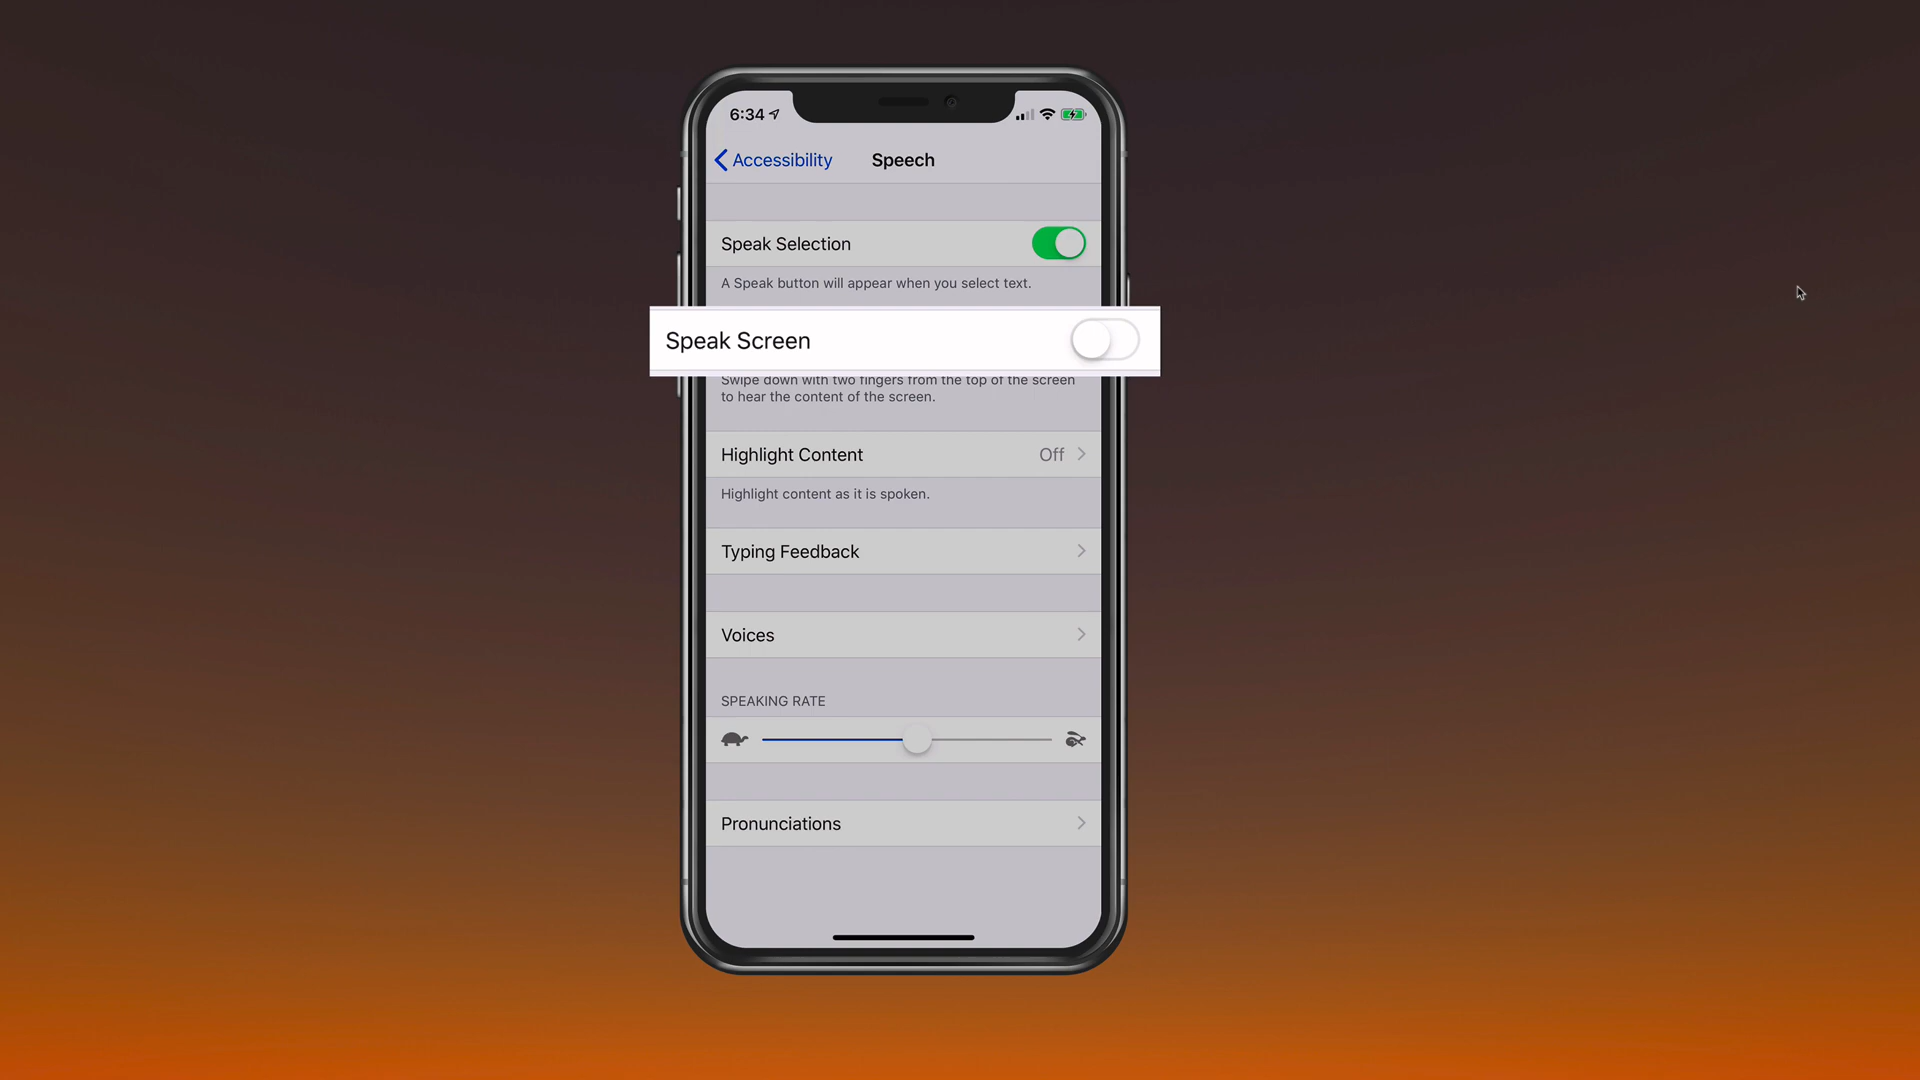 6:34
Accessibility
Speech
Speak Selection
A Speak button will appear when you select text.
Speak Screen
Swipe down with two fingers from the top of the screen
to hear the content of the screen.
Highlight Content
Off
Highlight content as it is spoken.
Typing Feedback
Voices
SPEAKING RATE
Pronunciations